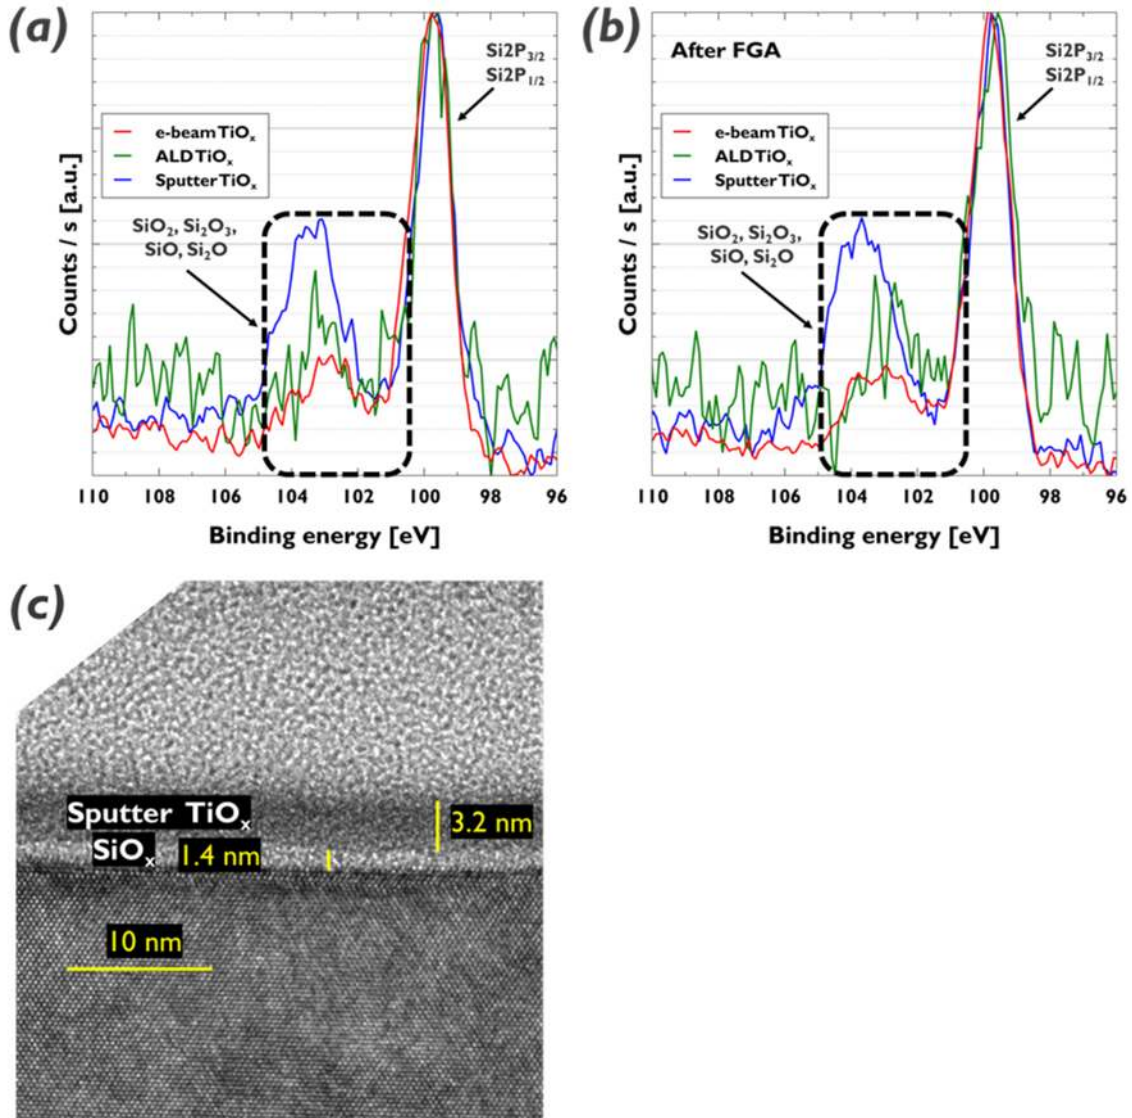 (a)
Si2P3/2
Si2P1/2
e-beam TiOx
ALD TiOx
Sputter TiOx
SiO2, Si2O3,
SiO, Si2O
Counts / s [a.u.]
110 108 106 104 102 100 98 96
Binding energy [eV]
(b)
After FGA
Si2P3/2
Si2P1/2
e-beam TiOx
ALD TiOx
Sputter TiOx
SiO2, Si2O3,
SiO, Si2O
Counts / s [a.u.]
110 108 106 104 102 100 98 96
Binding energy [eV]
(c)
Sputter TiOx
3.2 nm
SiOx 1.4 nm
10 nm